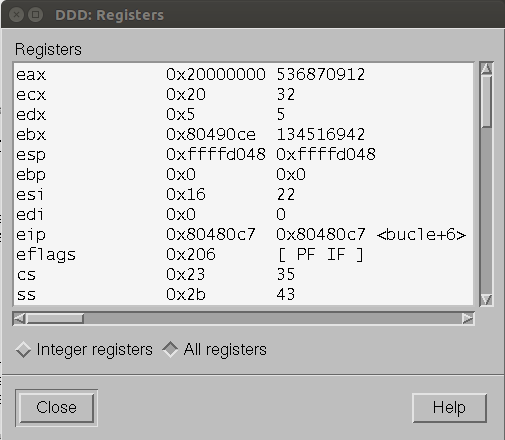 DDD: Registers
Registers
eax 0x20000000 536870912
ecx 0x20 32
edx 0x5 5
ebx 0x80490ce 134516942
esp 0xffffd048 0xffffd048
ebp 0x0 0x0
esi 0x16 22
edi 0x0 0
eip 0x80480c7 0x80480c7 <bucle+6>
eflags 0x206 [ PF IF ]
cs 0x23 35
ss 0x2b 43
Integer registers All registers
Close Help